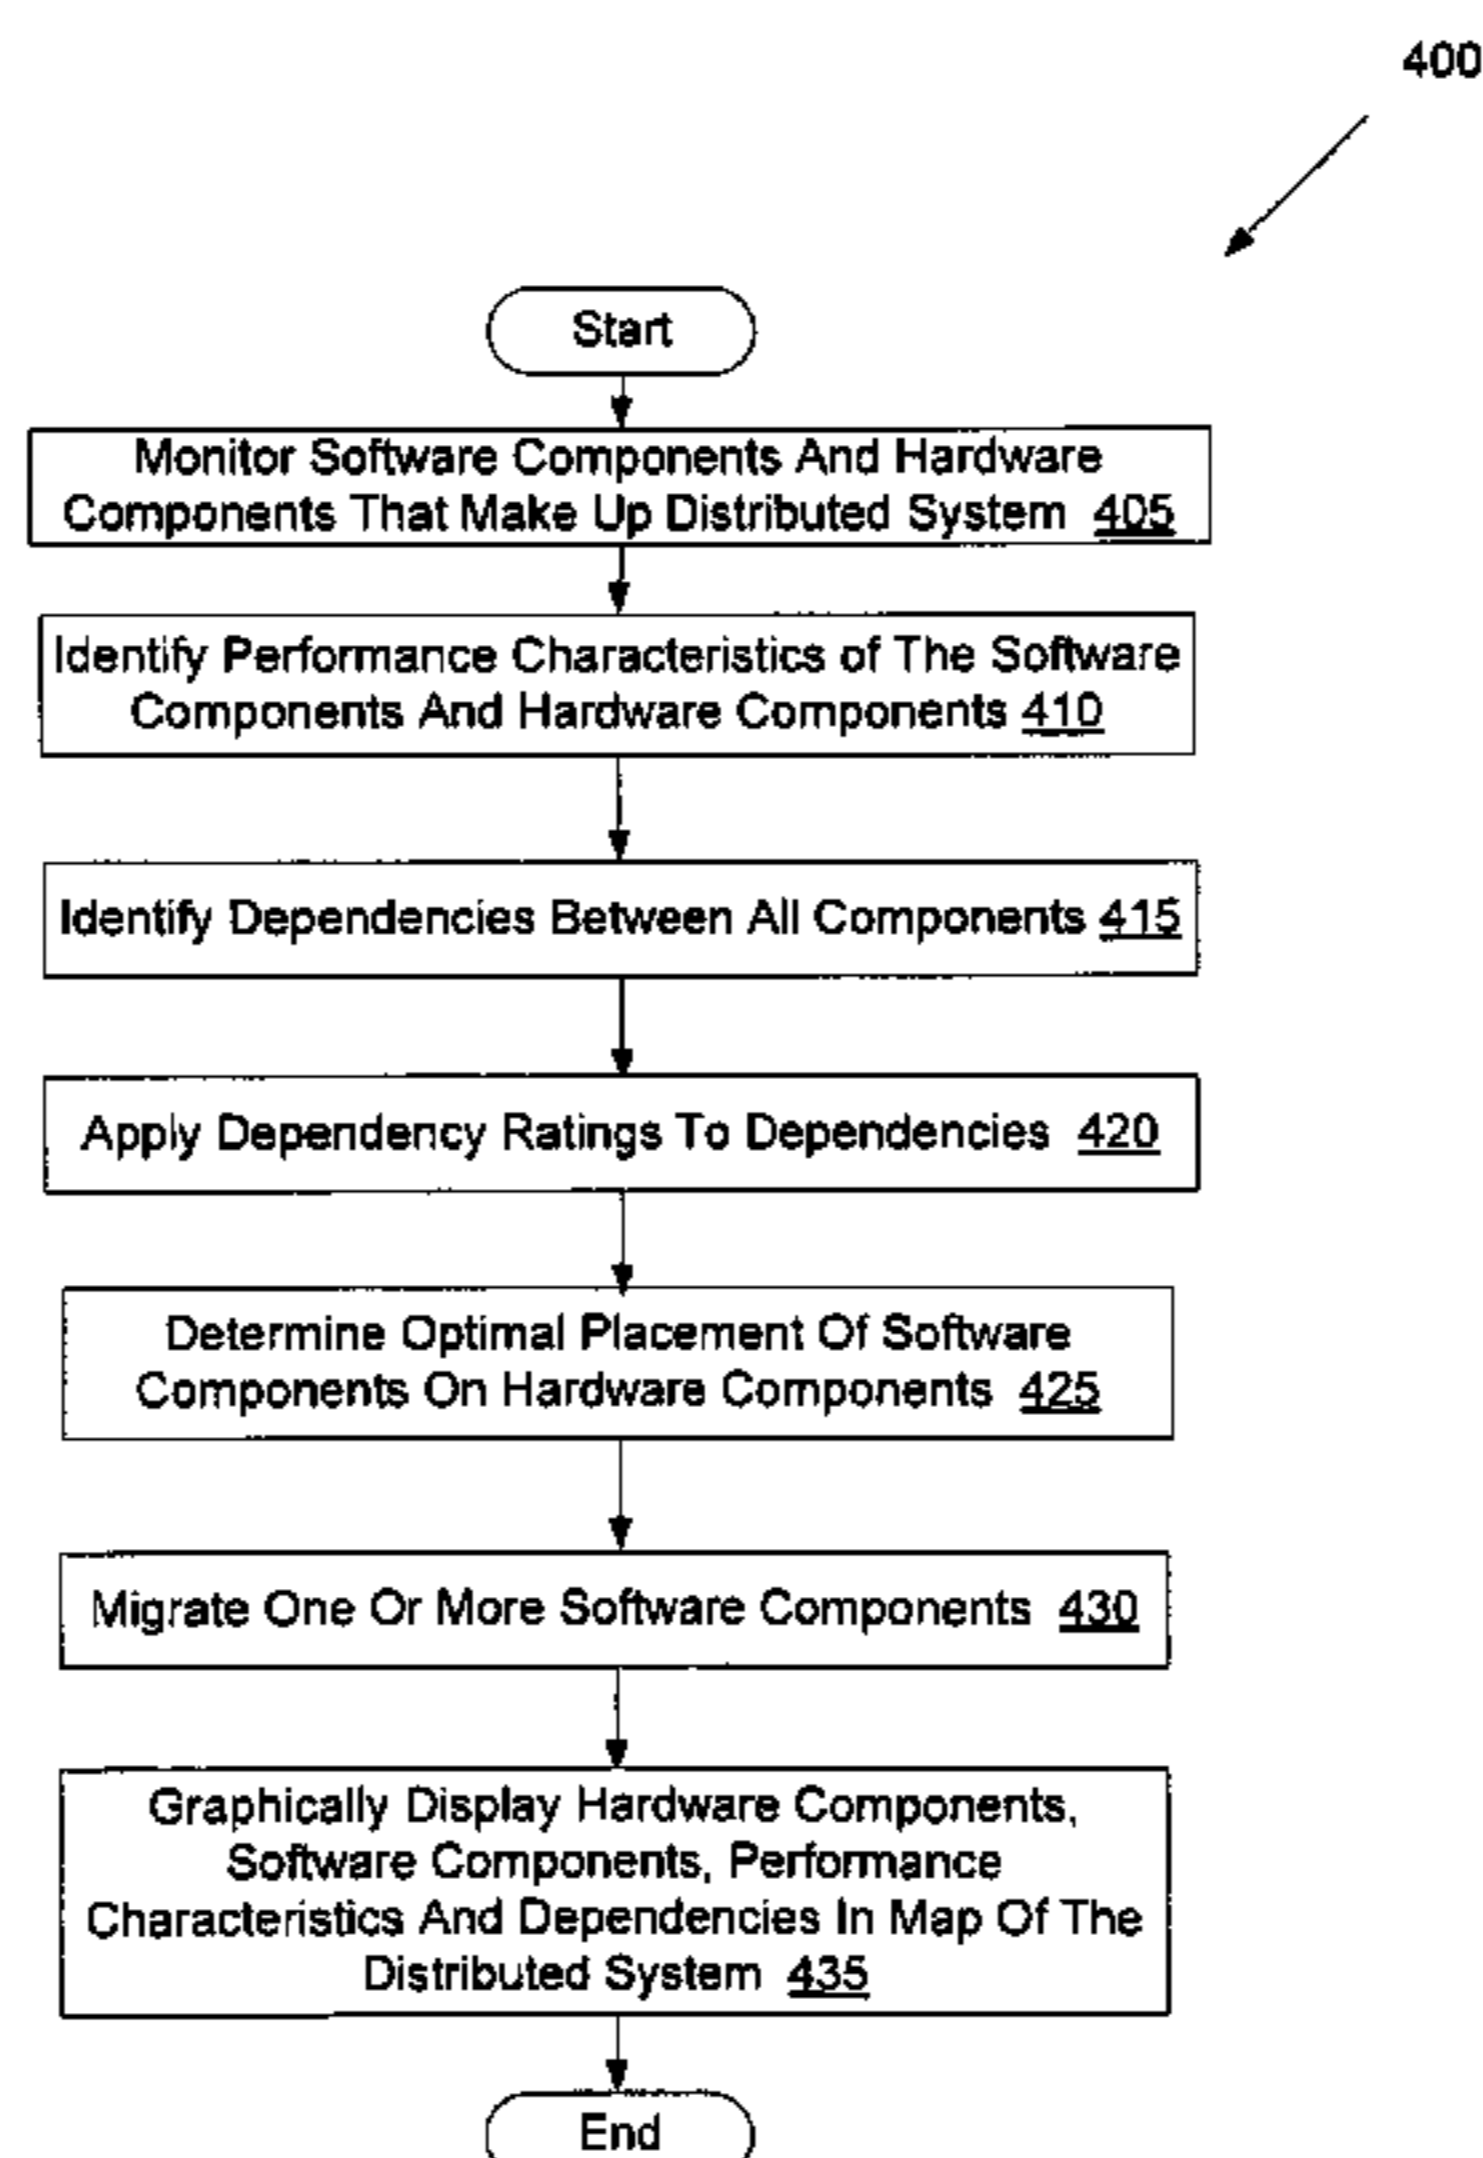 400
Start
Monitor Software Components And Hardware
Components That Make Up Distributed System 405
Identify Performance Characteristics of The Software
Components And Hardware Components 410
Identify Dependencies Between All Components 415
Apply Dependency Ratings To Dependencies 420
Determine Optimal Placement Of Software
Components On Hardware Components 425
Migrate One Or More Software Components 430
Graphically Display Hardware Components,
Software Components, Performance
Characteristics And Dependencies In Map Of The
Distributed System 435
End